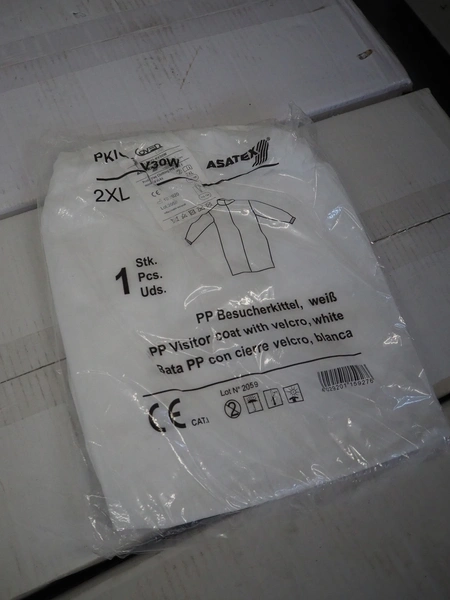 V30W
ASATEX
2XL
1
Stk.
Pcs.
Uds.
PP Besucherkittel, weiß
PP Visitor coat with velcro, white
Bata PP con cierre velcro, blanca
Lot N° 2059
CE CAT.I